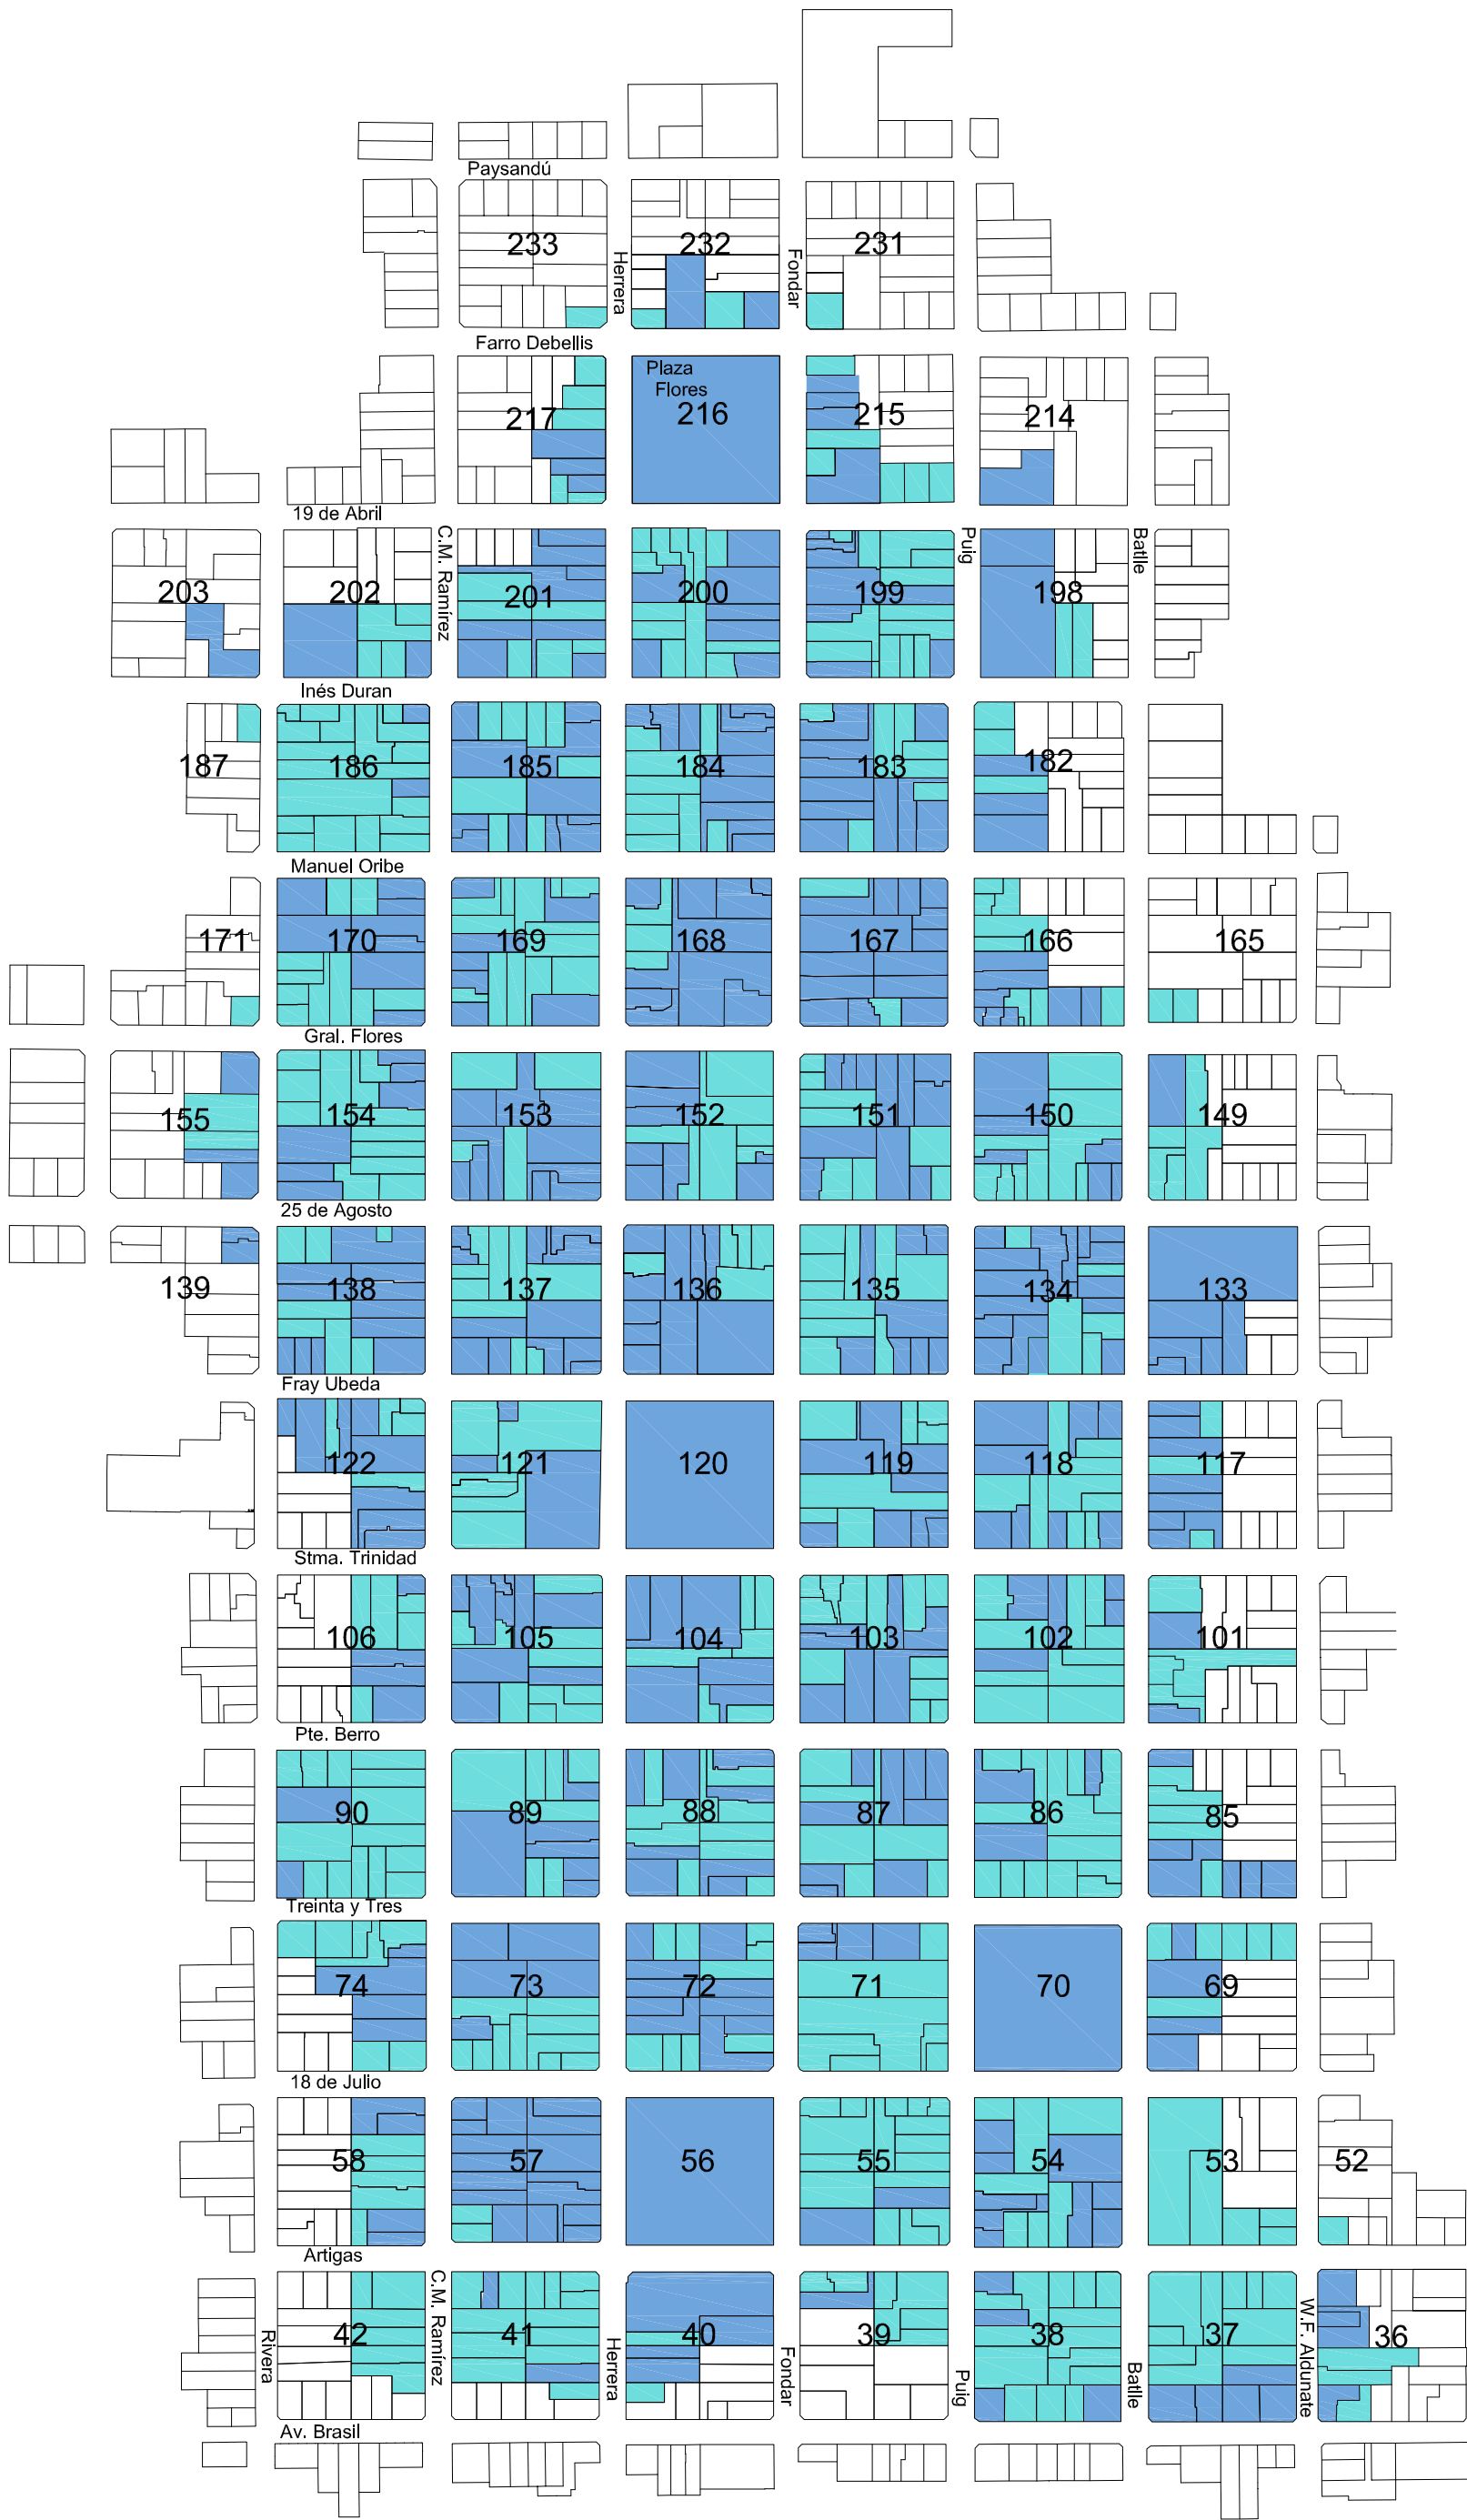 Paysandú
233
232
231
Herrera
Fondar
Farro Debellis
Plaza
Flores
217
216
215
214
19 de Abril
C.M. Ramírez
Puig
Batlle
203
202
201
200
199
198
Inés Duran
187
186
185
184
183
182
Manuel Oribe
171
170
169
168
167
166
165
Gral. Flores
155
154
153
152
151
150
149
25 de Agosto
139
138
137
136
135
134
133
Fray Ubeda
122
121
120
119
118
117
Stma. Trinidad
106
105
104
103
102
101
Pte. Berro
90
89
88
87
86
85
Treinta y Tres
74
73
72
71
70
69
18 de Julio
58
57
56
55
54
53
52
Artigas
Rivera
42
C.M. Ramírez
41
Herrera
40
Fondar
39
Puig
38
Batlle
37
W.F. Aldunate
36
Av. Brasil